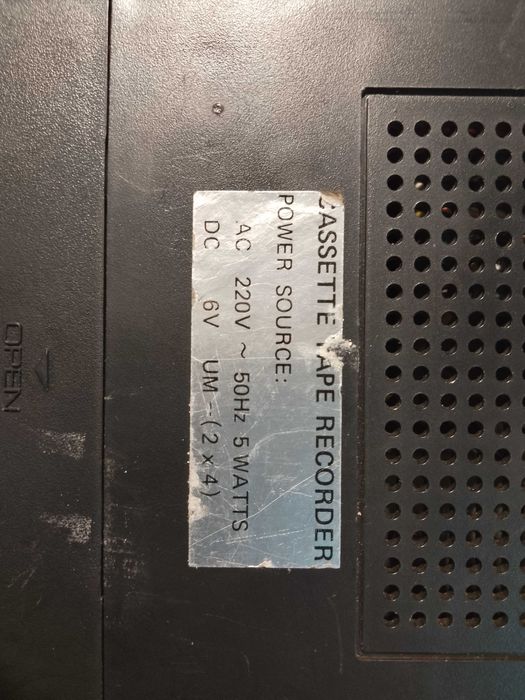 CASSETTE TAPE RECORDER
POWER SOURCE:
AC 220V ~ 50Hz 5 WATTS
DC 6V UM - (2 x 4)
OPEN